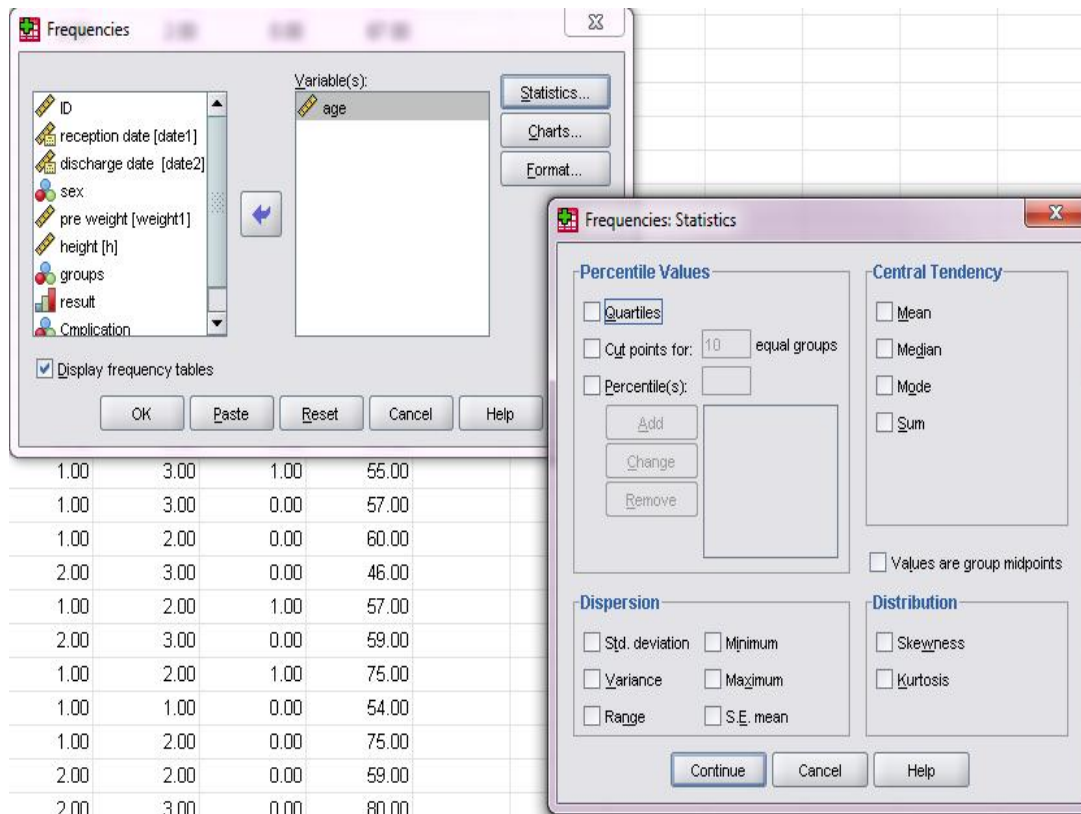 Frequencies
Variable(s):
ID
reception date [date1]
discharge date [date2]
sex
pre weight [weight1]
height [h]
groups
result
Cmplication
age
Statistics...
Charts...
Format...
Display frequency tables
OK Paste Reset Cancel Help
Frequencies: Statistics
Percentile Values
Quartiles
Cut points for: 10 equal groups
Percentile(s):
Add
Change
Remove
Central Tendency
Mean
Median
Mode
Sum
Values are group midpoints
Dispersion
Std. deviation Minimum
Variance Maximum
Range S.E. mean
Distribution
Skewness
Kurtosis
Continue Cancel Help
1.00 3.00 1.00 55.00
1.00 3.00 0.00 57.00
1.00 2.00 0.00 60.00
2.00 3.00 0.00 46.00
1.00 2.00 1.00 57.00
2.00 3.00 0.00 59.00
1.00 2.00 1.00 75.00
1.00 1.00 0.00 54.00
1.00 2.00 0.00 75.00
2.00 2.00 0.00 59.00
2.00 3.00 0.00 80.00